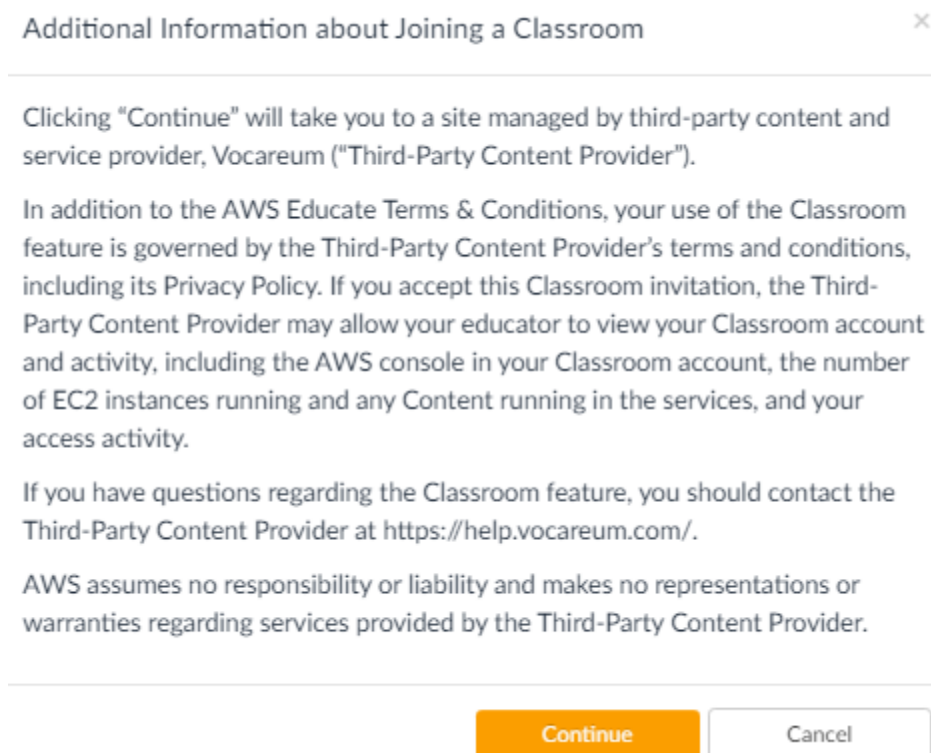 Additional Information about Joining a Classroom
×
Clicking “Continue” will take you to a site managed by third-party content and
service provider, Vocareum (“Third-Party Content Provider”).
In addition to the AWS Educate Terms & Conditions, your use of the Classroom
feature is governed by the Third-Party Content Provider’s terms and conditions,
including its Privacy Policy. If you accept this Classroom invitation, the Third-
Party Content Provider may allow your educator to view your Classroom account
and activity, including the AWS console in your Classroom account, the number
of EC2 instances running and any Content running in the services, and your
access activity.
If you have questions regarding the Classroom feature, you should contact the
Third-Party Content Provider at https://help.vocareum.com/.
AWS assumes no responsibility or liability and makes no representations or
warranties regarding services provided by the Third-Party Content Provider.
Continue
Cancel